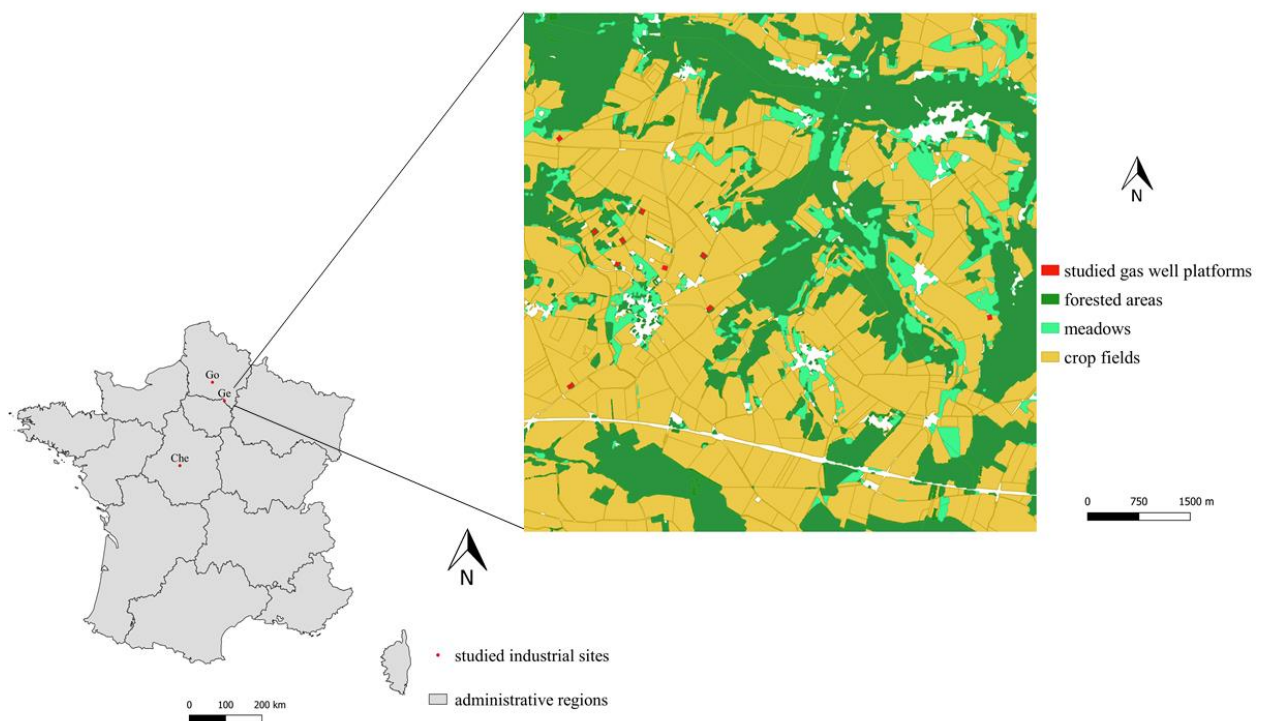 N
studied gas well platforms
forested areas
meadows
crop fields
0 750 1500 m
Go
Ge
Che
N
studied industrial sites
administrative regions
0 100 200 km